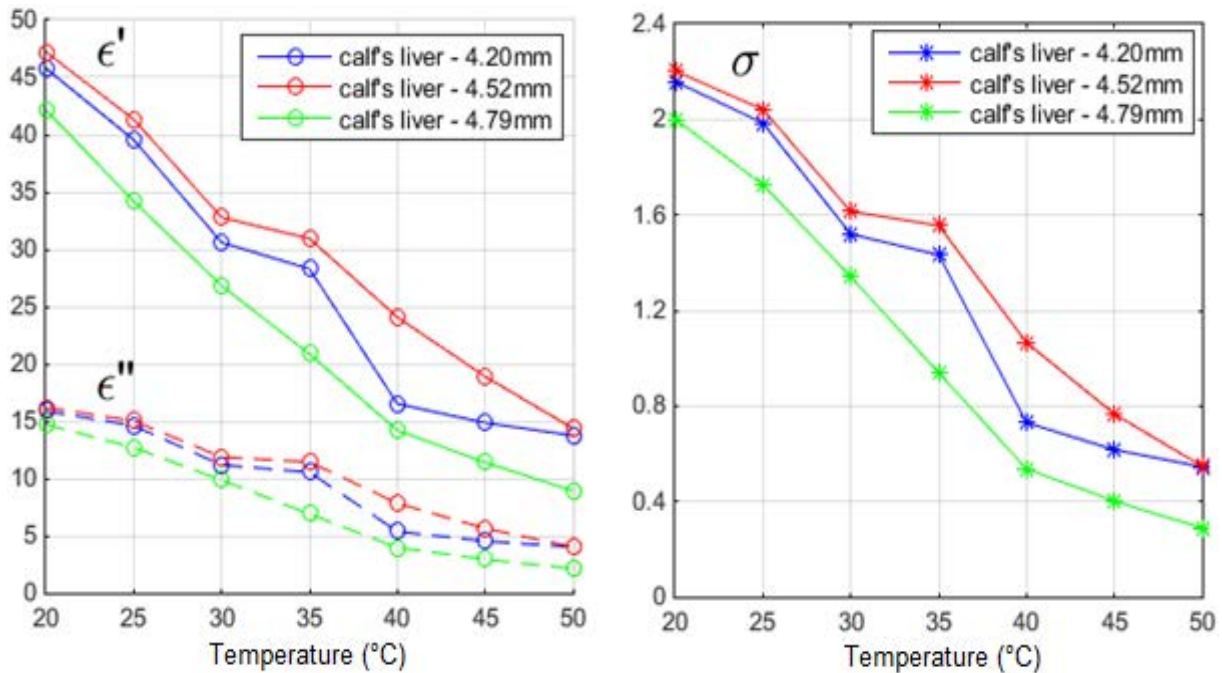 50
45
40
35
30
25
20
15
10
5
0
ϵ'
calf's liver - 4.20mm
calf's liver - 4.52mm
calf's liver - 4.79mm
ϵ''
20 25 30 35 40 45 50
Temperature (°C)
2.4
2
1.6
1.2
0.8
0.4
0
σ
calf's liver - 4.20mm
calf's liver - 4.52mm
calf's liver - 4.79mm
20 25 30 35 40 45 50
Temperature (°C)